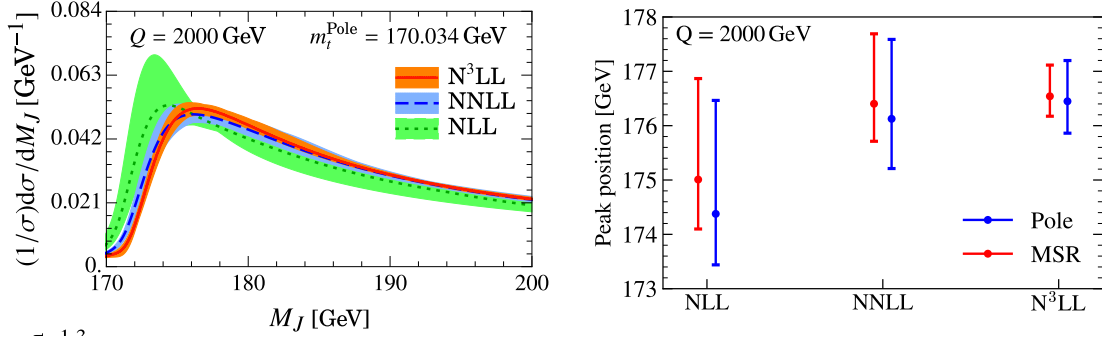 0.084
Q = 2000 GeV
m_t^Pole = 170.034 GeV
0.063
N³LL
NNLL
NLL
0.042
0.021
0.
170
180
190
200
(1/σ)dσ/dM_J [GeV⁻¹]
M_J [GeV]
178
Q = 2000 GeV
177
176
175
174
173
Peak position [GeV]
Pole
MSR
NLL
NNLL
N³LL